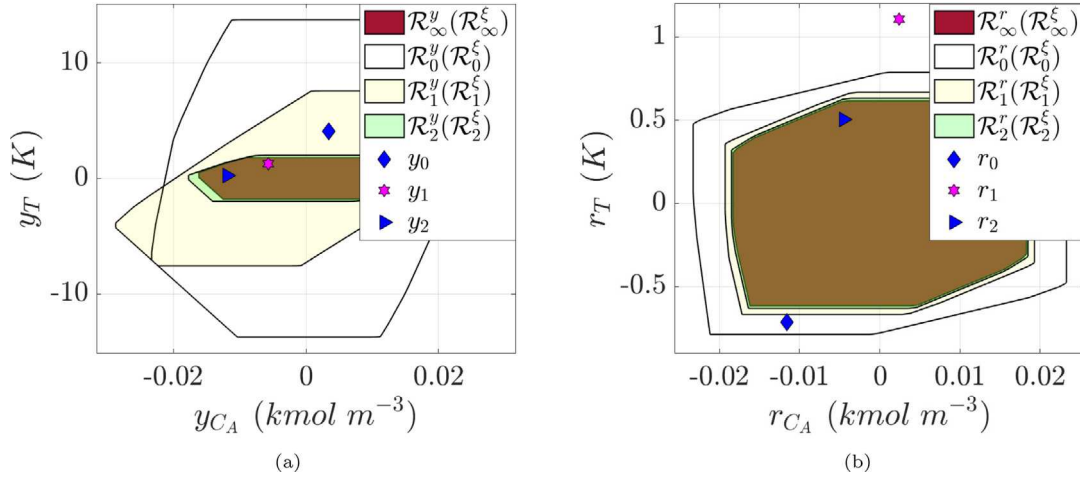 10
0
-10
-0.02
0
0.02
y_T (K)
y_{C_A} (kmol m^{-3})
ℛ^y_∞(ℛ^ξ_∞)
ℛ^y_0(ℛ^ξ_0)
ℛ^y_1(ℛ^ξ_1)
ℛ^y_2(ℛ^ξ_2)
y_0
y_1
y_2
(a)
1
0.5
0
-0.5
-0.02
-0.01
0
0.01
0.02
r_T (K)
r_{C_A} (kmol m^{-3})
ℛ^r_∞(ℛ^ξ_∞)
ℛ^r_0(ℛ^ξ_0)
ℛ^r_1(ℛ^ξ_1)
ℛ^r_2(ℛ^ξ_2)
r_0
r_1
r_2
(b)